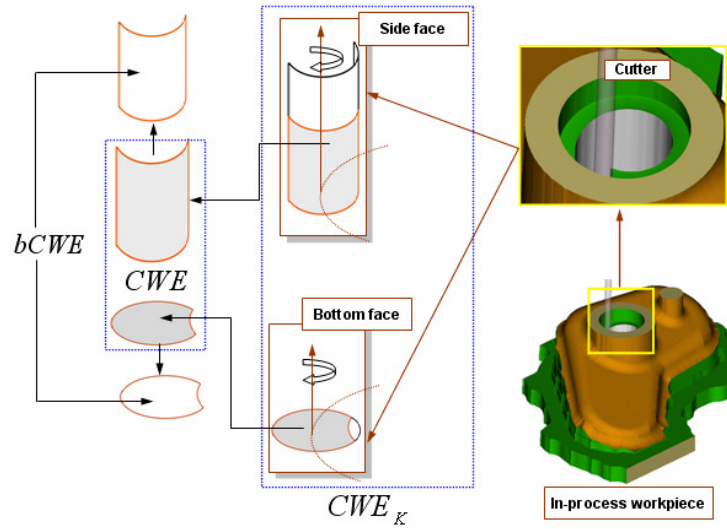 Side face
Cutter
bCWE
CWE
Bottom face
CWE_K
In-process workpiece